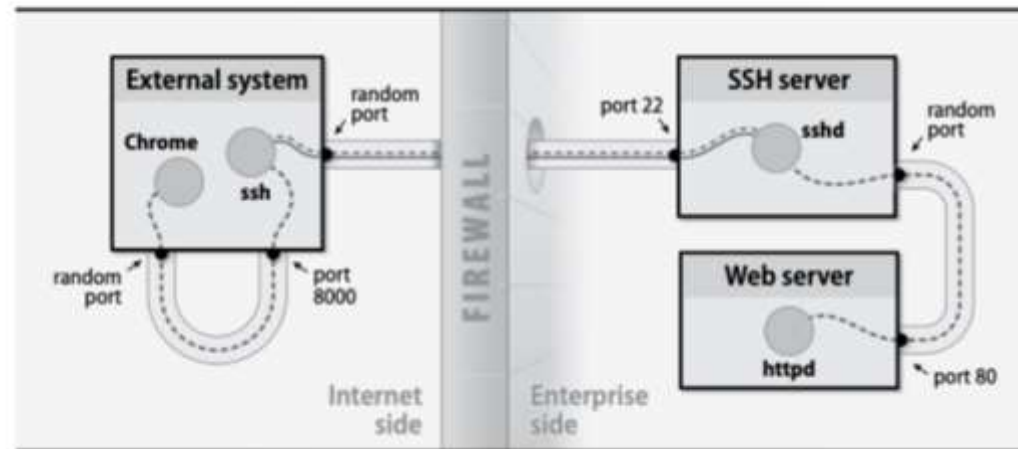 External system
Chrome
ssh
random
port
random
port
port
8000
FIREWALL
Internet
side
Enterprise
side
port 22
SSH server
sshd
random
port
Web server
httpd
port 80